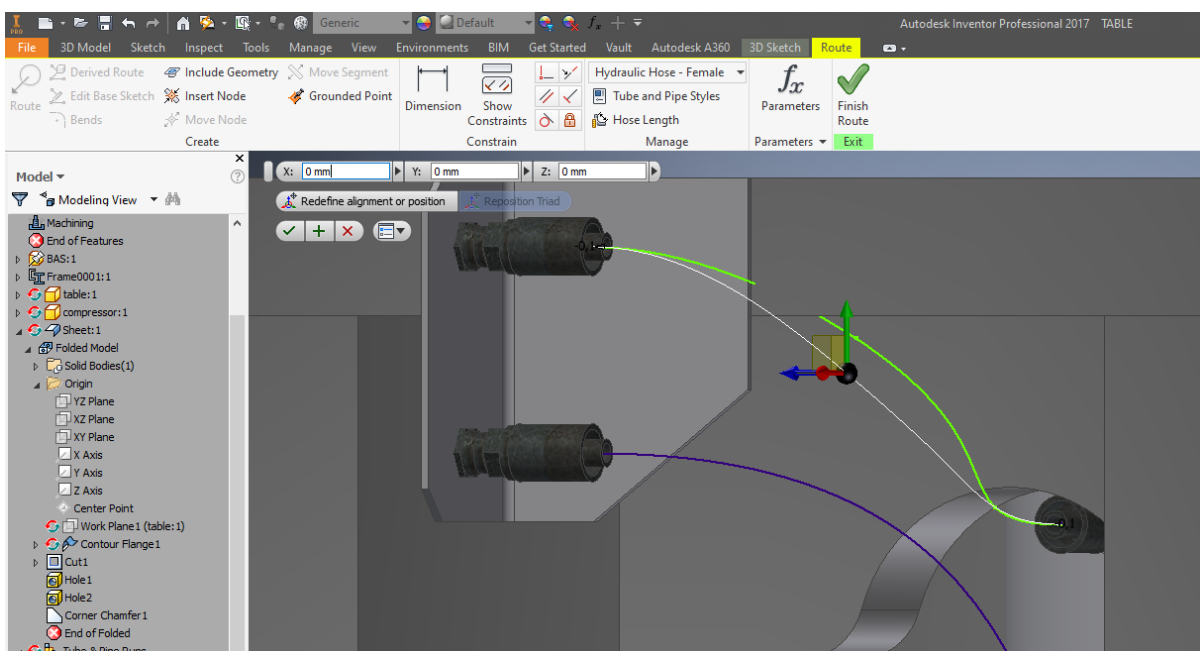 PRO Generic Default fx Autodesk Inventor Professional 2017 TABLE
File 3D Model Sketch Inspect Tools Manage View Environments BIM Get Started Vault Autodesk A360 3D Sketch Route
Route
Derived Route Include Geometry Move Segment
Edit Base Sketch Insert Node Grounded Point
Bends Move Node
Create
Dimension
Show Constraints
Constrain
Hydraulic Hose - Female
Tube and Pipe Styles
Hose Length
Manage
fx
Parameters
Parameters
Finish Route
Exit
Model
Modeling View
Machining
End of Features
BAS:1
Frame0001:1
table:1
compressor:1
Sheet:1
Folded Model
Solid Bodies(1)
Origin
YZ Plane
XZ Plane
XY Plane
X Axis
Y Axis
Z Axis
Center Point
Work Plane1 (table:1)
Contour Flange1
Cut1
Hole1
Hole2
Corner Chamfer1
End of Folded
Tube & Pipe Runs
X: 0 mm Y: 0 mm Z: 0 mm
Redefine alignment or position Reposition Triad